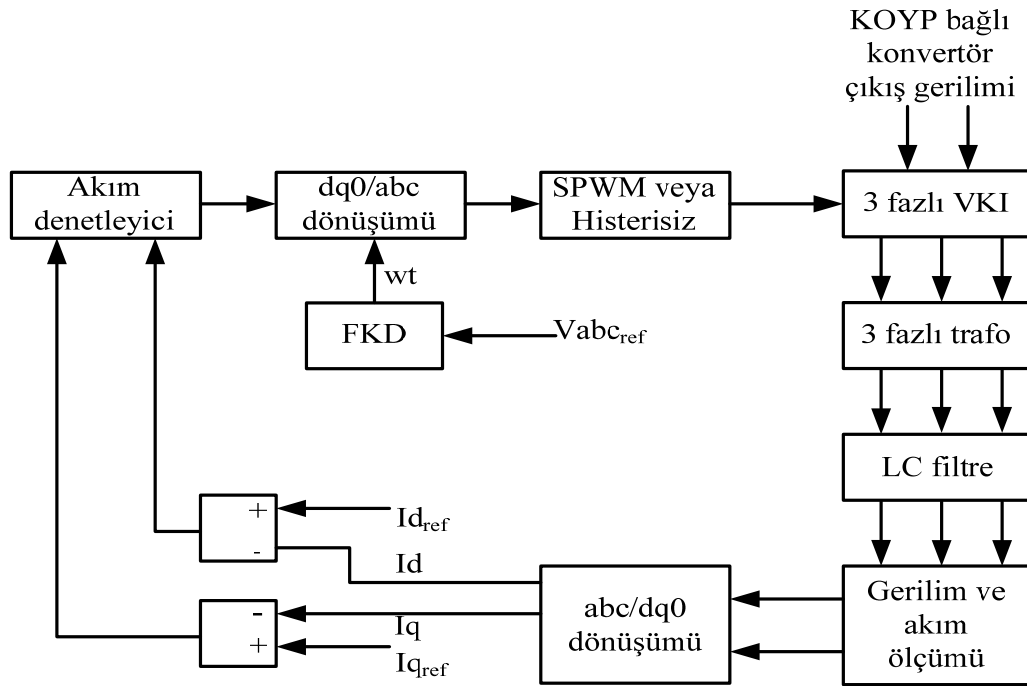 KOYP bağlı
konvertör
çıkış gerilimi
Akım
denetleyici
dq0/abc
dönüşümü
SPWM veya
Histerisiz
3 fazlı VKI
wt
FKD
Vabcref
3 fazlı trafo
LC filtre
+
-
Idref
Id
-
+
Iq
Iqref
abc/dq0
dönüşümü
Gerilim ve
akım
ölçümü